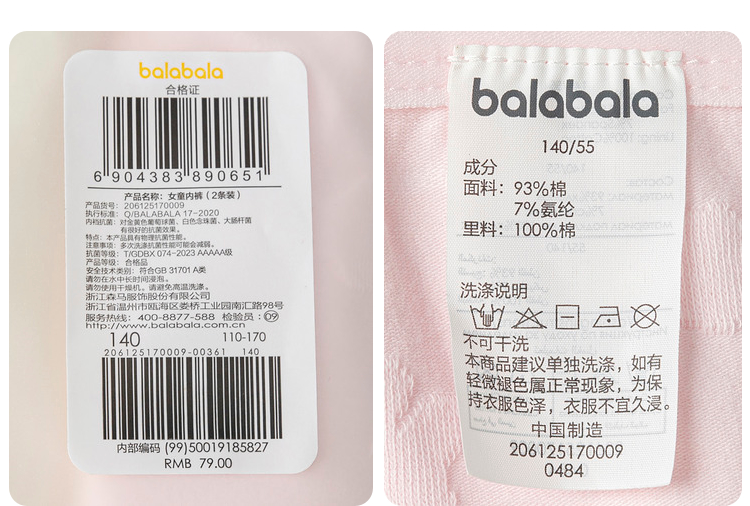 balabala
合格证
6 904383 890651
产品名称：女童内裤（2条装）
产品货号：206125170009
执行标准：Q/BALABALA 17-2020
内裆抗菌：对金黄色葡萄球菌、白色念珠菌、大肠杆菌
有很好的抗菌效果。
特点：本产品具有物理抗菌性能。
注意事项：多次洗涤抗菌性能可能会减弱。
抗菌等级：T/GDBX 074-2023 AAAAA级
产品等级：合格品
安全技术类别：符合GB 31701 A类
请勿在水中长时间浸泡。
请勿使用干燥机。请避免高温洗涤。
浙江森马服饰股份有限公司
浙江省温州市瓯海区娄桥工业园南汇路98号
服务热线：400-8877-588 检验员：09
http://www.balabala.com.cn
140 110-170
206125170009-00361 140
内部编码 (99)50019185827
RMB 79.00
balabala
140/55
成分
面料：93%棉
7%氨纶
里料：100%棉
洗涤说明
不可干洗
本商品建议单独洗涤，如有
轻微褪色属正常现象，为保
持衣服色泽，衣服不宜久浸。
中国制造
206125170009
0484